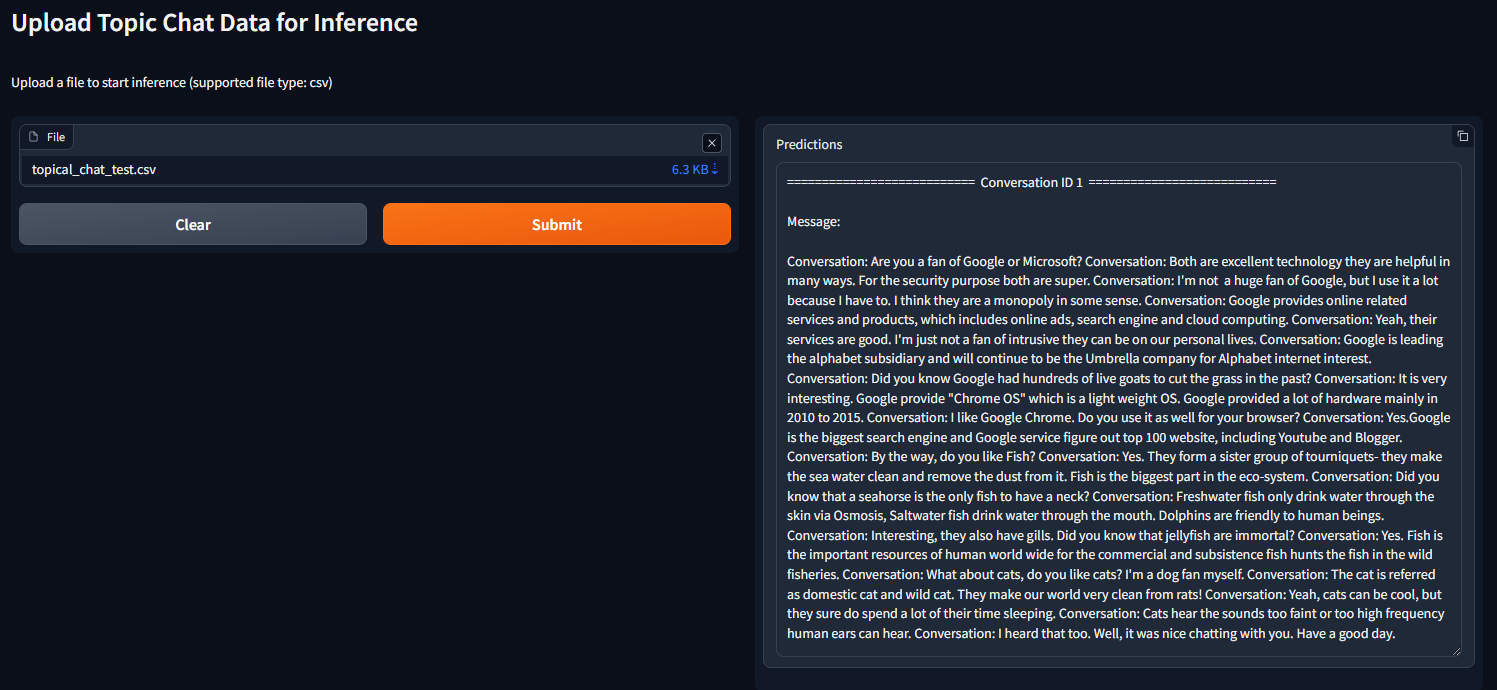 Upload Topic Chat Data for Inference
Upload a file to start inference (supported file type: csv)
File
topical_chat_test.csv
6.3 KB⇣
Clear
Submit
Predictions
=========================== Conversation ID 1 ===========================
Message:
Conversation: Are you a fan of Google or Microsoft? Conversation: Both are excellent technology they are helpful in
many ways. For the security purpose both are super. Conversation: I'm not  a huge fan of Google, but I use it a lot
because I have to. I think they are a monopoly in some sense. Conversation: Google provides online related
services and products, which includes online ads, search engine and cloud computing. Conversation: Yeah, their
services are good. I'm just not a fan of intrusive they can be on our personal lives. Conversation: Google is leading
the alphabet subsidiary and will continue to be the Umbrella company for Alphabet internet interest.
Conversation: Did you know Google had hundreds of live goats to cut the grass in the past? Conversation: It is very
interesting. Google provide "Chrome OS" which is a light weight OS. Google provided a lot of hardware mainly in
2010 to 2015. Conversation: I like Google Chrome. Do you use it as well for your browser? Conversation: Yes.Google
is the biggest search engine and Google service figure out top 100 website, including Youtube and Blogger.
Conversation: By the way, do you like Fish? Conversation: Yes. They form a sister group of tourniquets- they make
the sea water clean and remove the dust from it. Fish is the biggest part in the eco-system. Conversation: Did you
know that a seahorse is the only fish to have a neck? Conversation: Freshwater fish only drink water through the
skin via Osmosis, Saltwater fish drink water through the mouth. Dolphins are friendly to human beings.
Conversation: Interesting, they also have gills. Did you know that jellyfish are immortal? Conversation: Yes. Fish is
the important resources of human world wide for the commercial and subsistence fish hunts the fish in the wild
fisheries. Conversation: What about cats, do you like cats? I'm a dog fan myself. Conversation: The cat is referred
as domestic cat and wild cat. They make our world very clean from rats! Conversation: Yeah, cats can be cool, but
they sure do spend a lot of their time sleeping. Conversation: Cats hear the sounds too faint or too high frequency
human ears can hear. Conversation: I heard that too. Well, it was nice chatting with you. Have a good day.